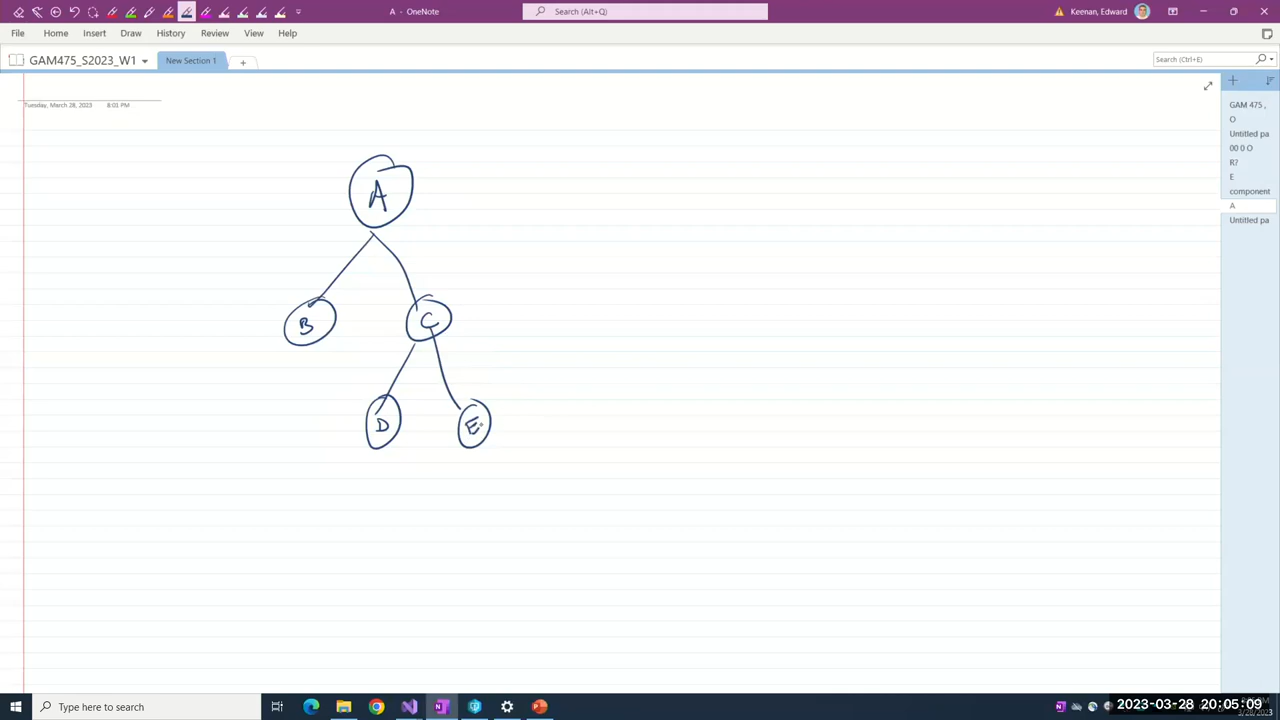 A - OneNote
Search (Alt+Q)
Keenan, Edward
File Home Insert Draw History Review View Help
GAM475_S2023_W1
New Section 1
+
Search (Ctrl+E)
Tuesday, March 28, 2023 8:03 PM
GAM 475 ,
O
Untitled pa
00 0 O
R?
E
component
A
Untitled pa
A
B
C
D
E
Type here to search
2023-03-28 20:05:09